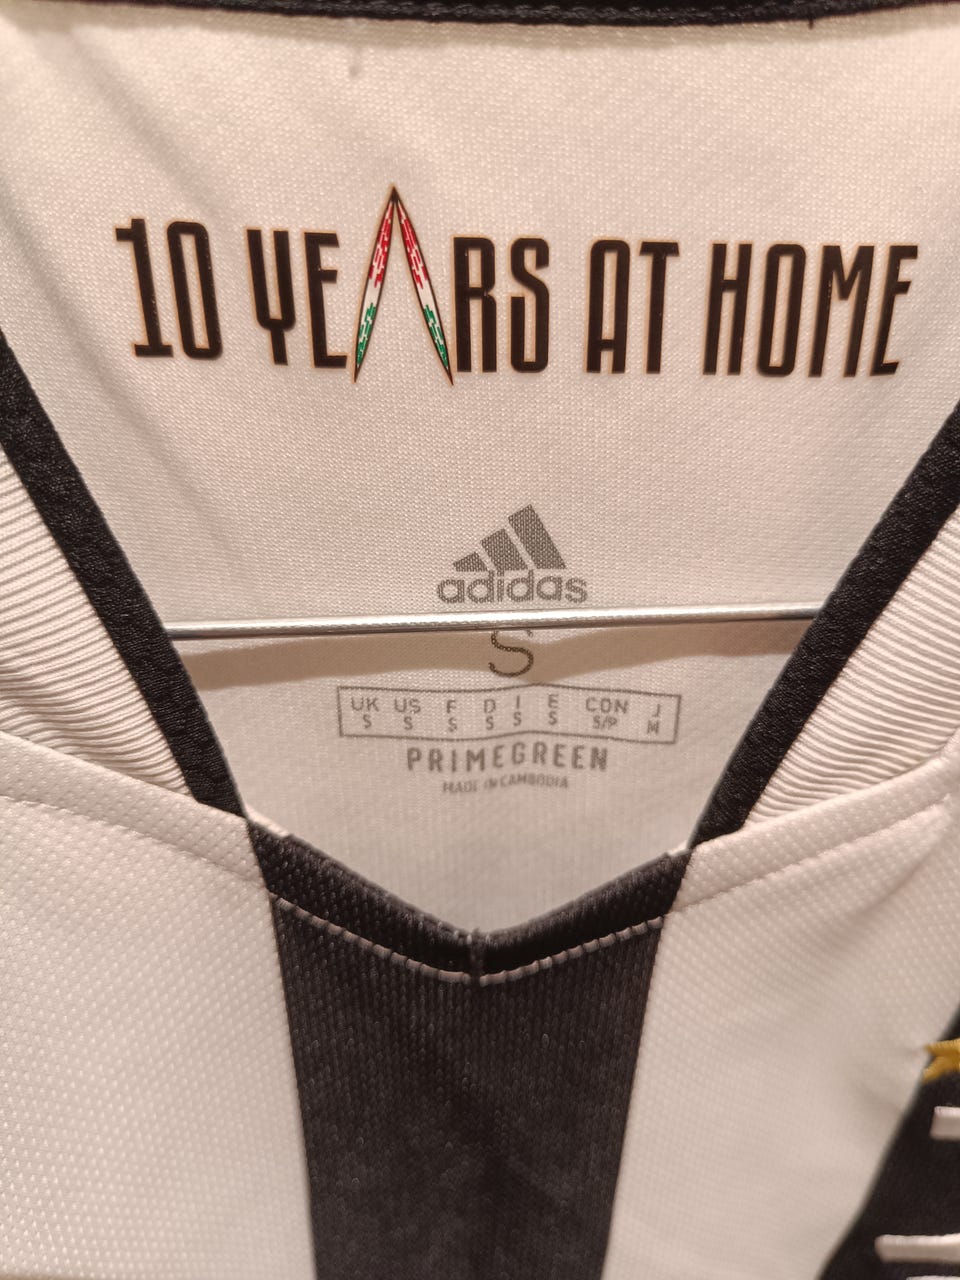 10 YEARS AT HOME
adidas
S
UK US F D I E CON J
S S S S S S S/P M
PRIMEGREEN
MADE IN CAMBODIA